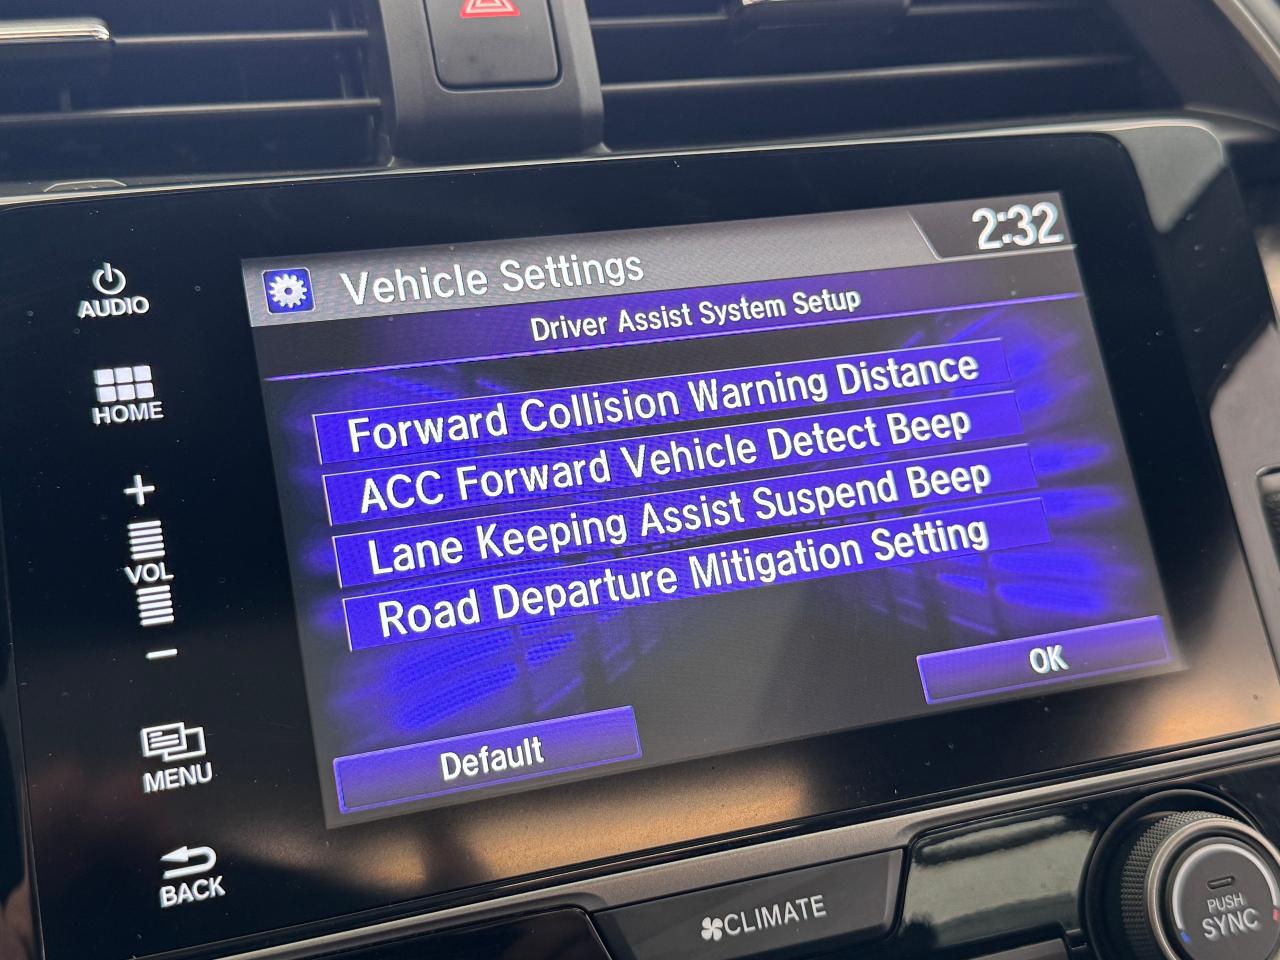 Vehicle Settings
2:32
Driver Assist System Setup
Forward Collision Warning Distance
ACC Forward Vehicle Detect Beep
Lane Keeping Assist Suspend Beep
Road Departure Mitigation Setting
OK
Default
AUDIO
HOME
+
VOL
−
MENU
BACK
CLIMATE
PUSH
SYNC